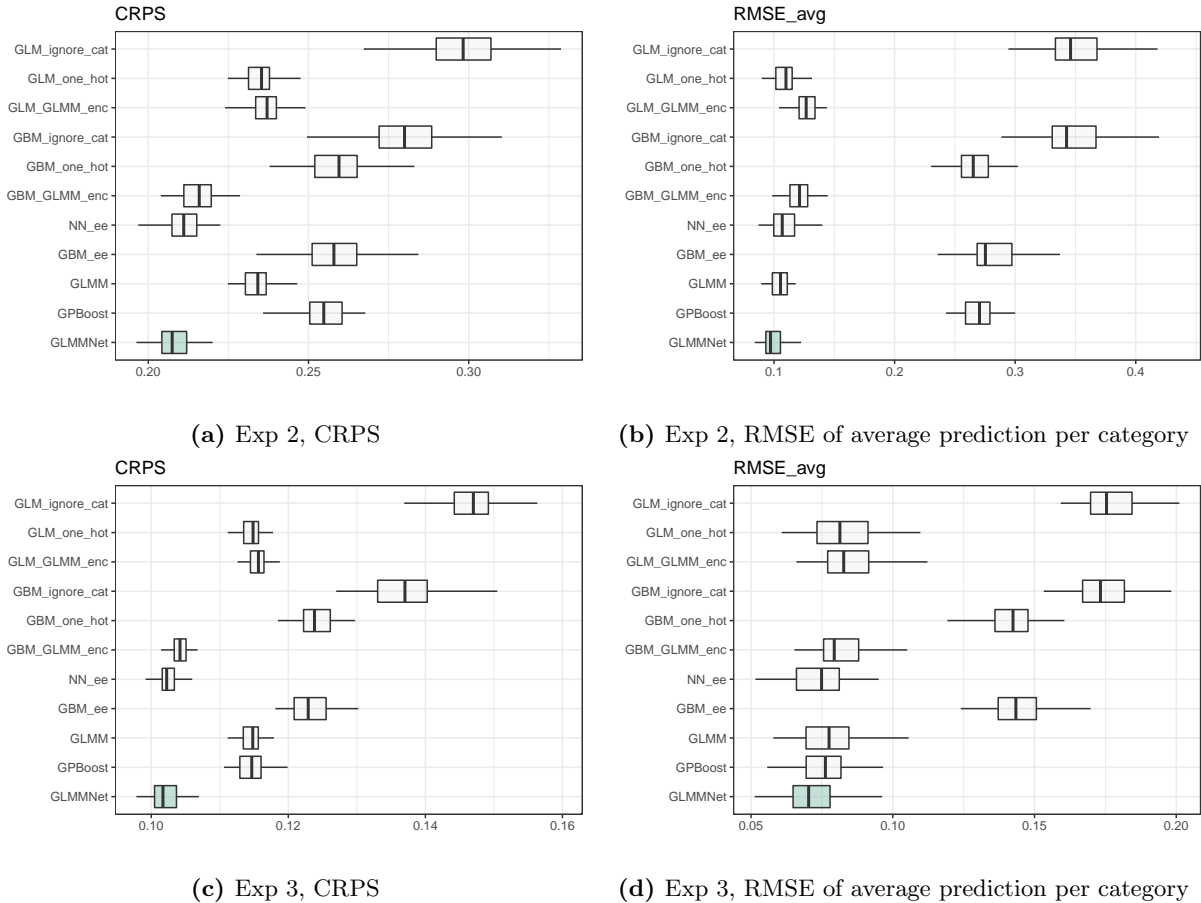 CRPS
GLM_ignore_cat
GLM_one_hot
GLM_GLMM_enc
GBM_ignore_cat
GBM_one_hot
GBM_GLMM_enc
NN_ee
GBM_ee
GLMM
GPBoost
GLMMNet
0.20 0.25 0.30
(a) Exp 2, CRPS
RMSE_avg
GLM_ignore_cat
GLM_one_hot
GLM_GLMM_enc
GBM_ignore_cat
GBM_one_hot
GBM_GLMM_enc
NN_ee
GBM_ee
GLMM
GPBoost
GLMMNet
0.1 0.2 0.3 0.4
(b) Exp 2, RMSE of average prediction per category
CRPS
GLM_ignore_cat
GLM_one_hot
GLM_GLMM_enc
GBM_ignore_cat
GBM_one_hot
GBM_GLMM_enc
NN_ee
GBM_ee
GLMM
GPBoost
GLMMNet
0.10 0.12 0.14 0.16
(c) Exp 3, CRPS
RMSE_avg
GLM_ignore_cat
GLM_one_hot
GLM_GLMM_enc
GBM_ignore_cat
GBM_one_hot
GBM_GLMM_enc
NN_ee
GBM_ee
GLMM
GPBoost
GLMMNet
0.05 0.10 0.15 0.20
(d) Exp 3, RMSE of average prediction per category